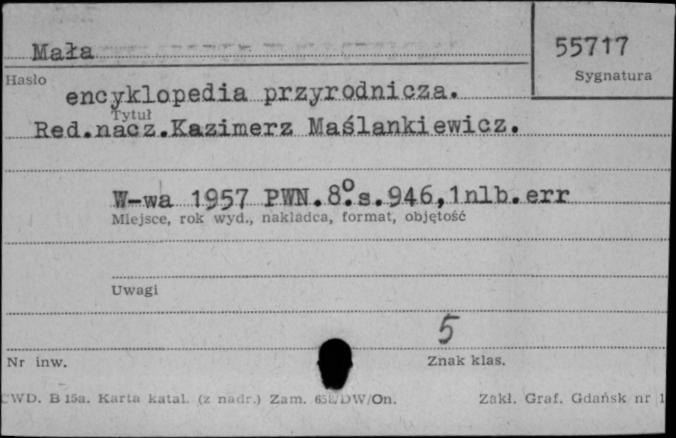 Mała
55717
Hasło
Sygnatura
encyklopedia przyrodnicza.
Tytuł
Red.nacz.Kazimerz Maślankiewicz.
W-wa 1957 PWN.8°.s.946,1nlb.err
Miejsce, rok wyd., nakładca, format, objętość
Uwagi
5
Nr inw.
Znak klas.
WD. B 15a. Karta katal. (z nadr.) Zam. /DW/On.
Zakł. Graf. Gdańsk nr 1